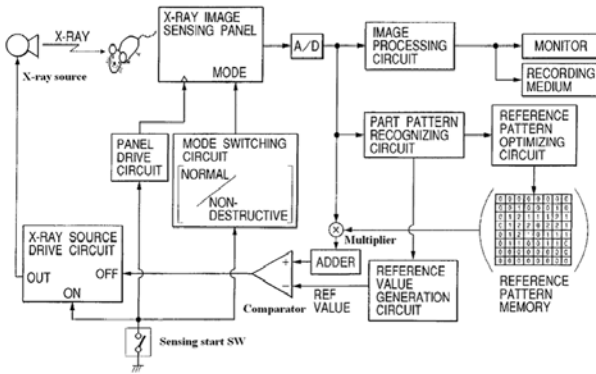 X-RAY
X-ray source
X-RAY IMAGE
SENSING PANEL
MODE
A/D
IMAGE
PROCESSING
CIRCUIT
MONITOR
RECORDING
MEDIUM
PANEL
DRIVE
CIRCUIT
MODE SWITCHING
CIRCUIT
NORMAL
NON-
DESTRUCTIVE
PART PATTERN
RECOGNIZING
CIRCUIT
REFERENCE
PATTERN
OPTIMIZING
CIRCUIT
X-RAY SOURCE
DRIVE CIRCUIT
OUT
OFF
ON
Multiplier
ADDER
+
−
Comparator
REF
VALUE
REFERENCE
VALUE
GENERATION
CIRCUIT
REFERENCE
PATTERN
MEMORY
Sensing start SW